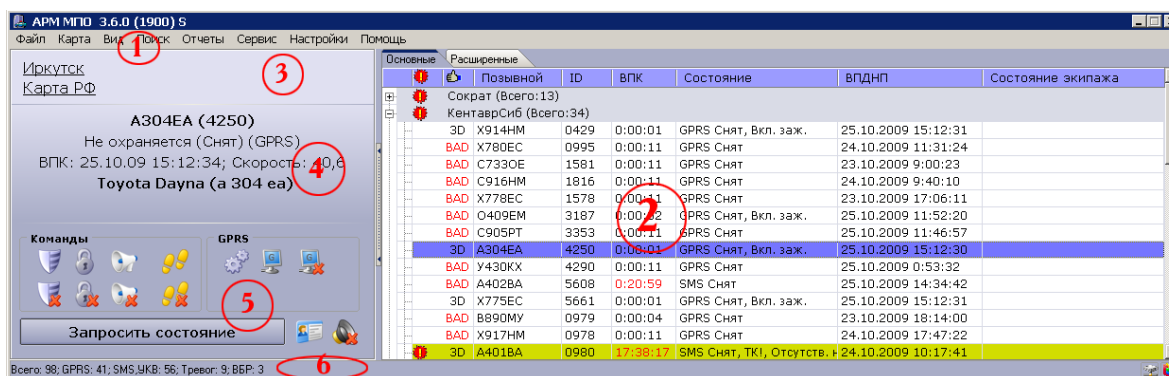 АРМ МПО 3.6.0 (1900) S
Файл Карта Вид Поиск Отчеты Сервис Настройки Помощь
1
Иркутск
Карта РФ
3
А304ЕА (4250)
Не охраняется (Снят) (GPRS)
ВПК: 25.10.09 15:12:34; Скорость: 40,6
4
Toyota Dayna (а 304 еа)
Команды GPRS
5
Запросить состояние
Основные Расширенные
Позывной ID ВПК Состояние ВПДНП Состояние экипажа
Сократ (Всего:13)
КентаврСиб (Всего:34)
3D Х914НМ 0429 0:00:01 GPRS Снят, Вкл. заж. 25.10.2009 15:12:31
BAD Х780ЕС 0995 0:00:11 GPRS Снят 24.10.2009 11:31:24
BAD С733ОЕ 1581 0:00:11 GPRS Снят 23.10.2009 9:00:23
BAD С916НМ 1816 0:00:11 GPRS Снят 24.10.2009 9:40:10
BAD Х778ЕС 1578 0:00:11 GPRS Снят 23.10.2009 17:06:11
2
BAD О409ЕМ 3187 GPRS Снят, Вкл. заж. 25.10.2009 11:52:20
BAD С905РТ 3353 0:00:11 GPRS Снят 25.10.2009 11:46:57
3D А304ЕА 4250 0:00:01 GPRS Снят, Вкл. заж. 25.10.2009 15:12:30
BAD У430КХ 4290 0:00:11 GPRS Снят 25.10.2009 0:53:32
BAD А402ВА 5608 0:20:59 SMS Снят 25.10.2009 14:34:42
3D Х775ЕС 5661 0:00:01 GPRS Снят, Вкл. заж. 25.10.2009 15:12:31
BAD В890МУ 0979 0:00:04 GPRS Снят 23.10.2009 18:14:00
BAD Х917НМ 0978 0:00:11 GPRS Снят 24.10.2009 17:47:22
3D А401ВА 0980 17:38:17 SMS Снят, ТК!, Отсутств. н 24.10.2009 10:17:41
Всего: 98; GPRS: 41; SMS,УКВ: 56; Тревог: 9; ВБР: 3
6